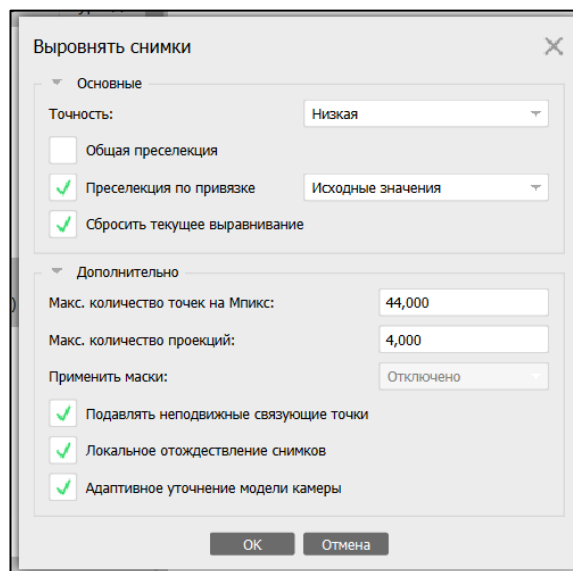 Выровнять снимки
Основные
Точность: Низкая
Общая преселекция
Преселекция по привязке Исходные значения
Сбросить текущее выравнивание
Дополнительно
Макс. количество точек на Мпикс: 44,000
Макс. количество проекций: 4,000
Применить маски: Отключено
Подавлять неподвижные связующие точки
Локальное отождествление снимков
Адаптивное уточнение модели камеры
OK Отмена